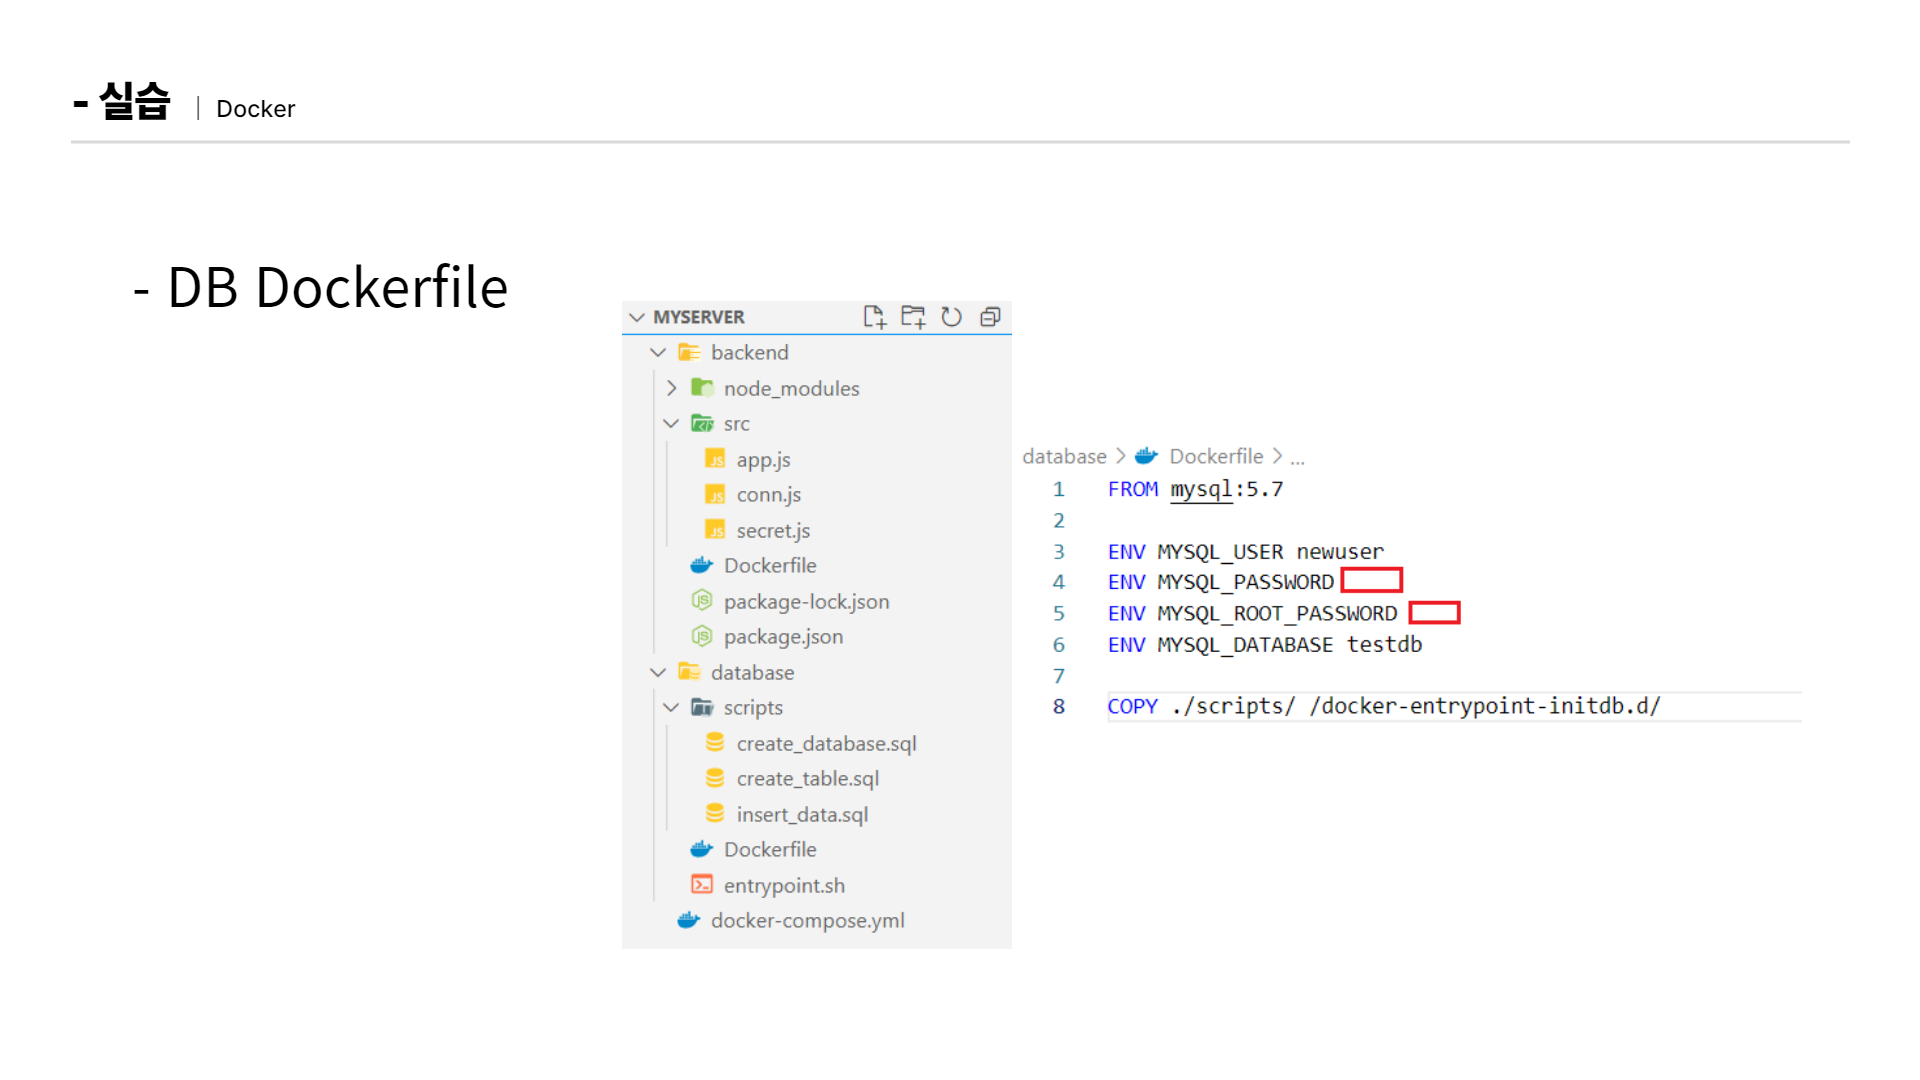 - 실습 | Docker
- DB Dockerfile
MYSERVER
backend
node_modules
src
app.js
conn.js
secret.js
Dockerfile
package-lock.json
package.json
database
scripts
create_database.sql
create_table.sql
insert_data.sql
Dockerfile
entrypoint.sh
docker-compose.yml
database > Dockerfile > ...
1 FROM mysql:5.7
2
3 ENV MYSQL_USER newuser
4 ENV MYSQL_PASSWORD
5 ENV MYSQL_ROOT_PASSWORD
6 ENV MYSQL_DATABASE testdb
7
8 COPY ./scripts/ /docker-entrypoint-initdb.d/